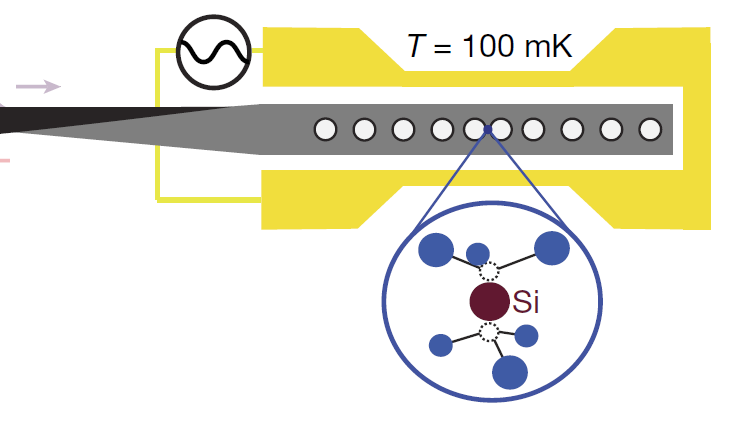 T = 100 mK
Si